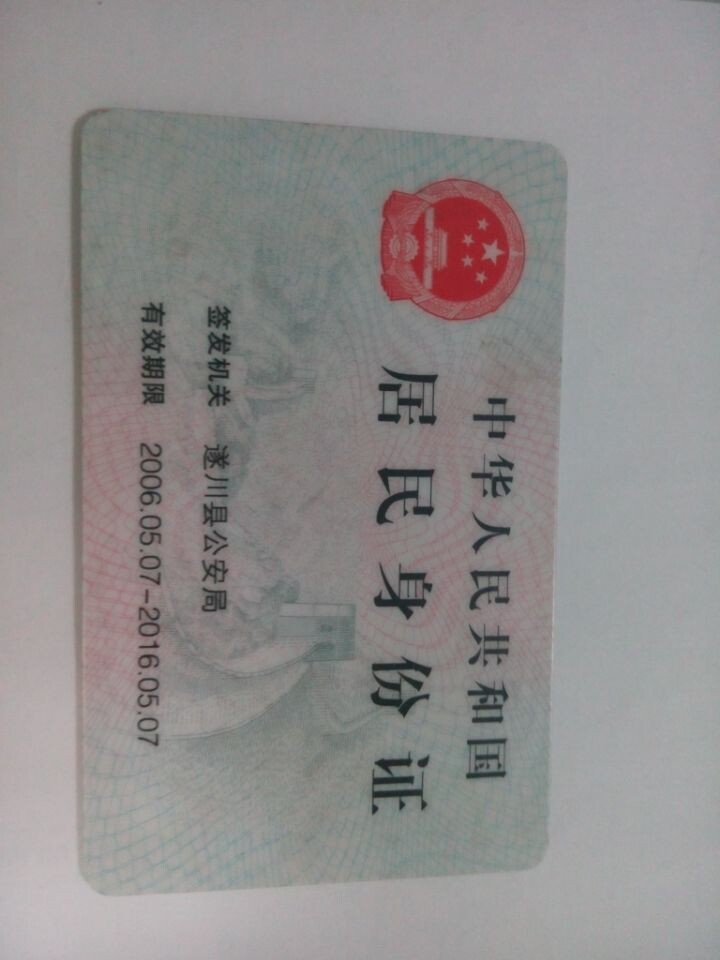 中华人民共和国
居民身份证
签发机关 遂川县公安局
有效期限 2006.05.07-2016.05.07